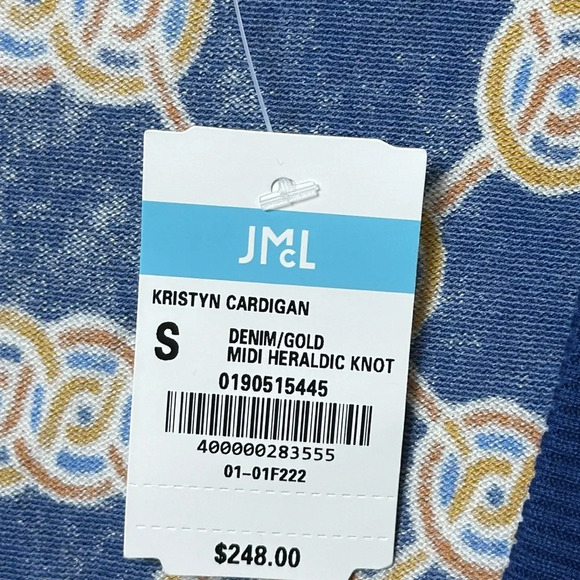 JMcL
KRISTYN CARDIGAN
S
DENIM/GOLD
MIDI HERALDIC KNOT
0190515445
400000283555
01-01F222
$248.00